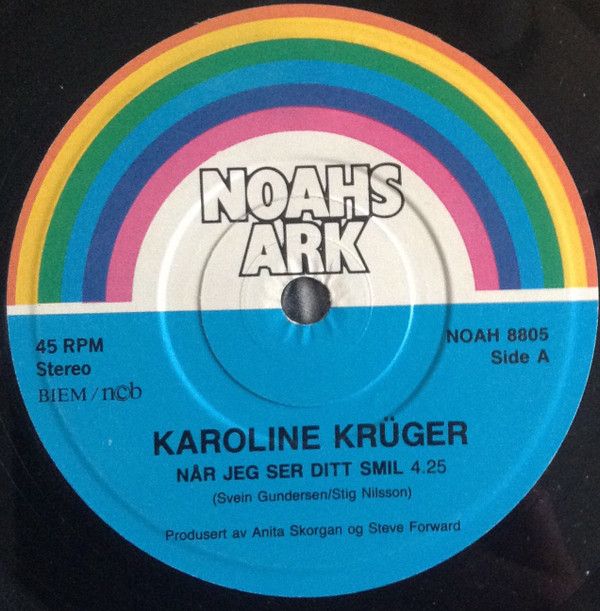 NOAHS
ARK
45 RPM
Stereo
BIEM / ncb
NOAH 8805
Side A
KAROLINE KRÜGER
NÅR JEG SER DITT SMIL 4.25
(Svein Gundersen/Stig Nilsson)
Produsert av Anita Skorgan og Steve Forward